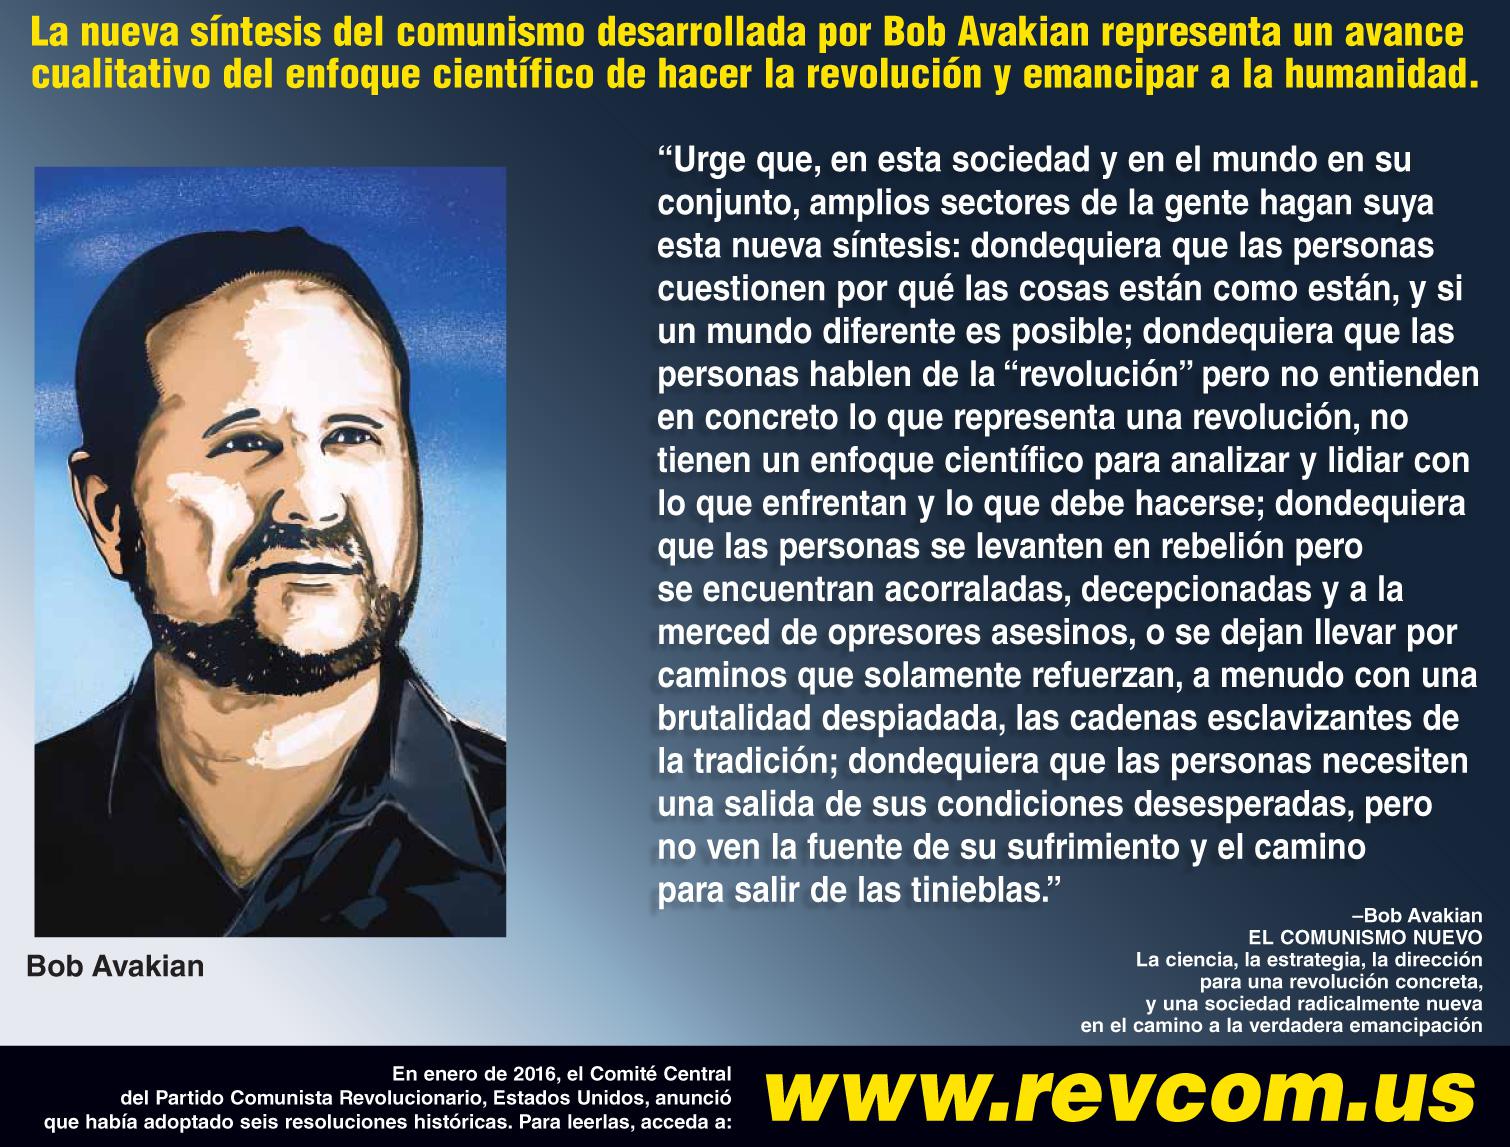 La nueva síntesis del comunismo desarrollada por Bob Avakian representa un avance
cualitativo del enfoque científico de hacer la revolución y emancipar a la humanidad.
“Urge que, en esta sociedad y en el mundo en su
conjunto, amplios sectores de la gente hagan suya
esta nueva síntesis: dondequiera que las personas
cuestionen por qué las cosas están como están, y si
un mundo diferente es posible; dondequiera que las
personas hablen de la “revolución” pero no entienden
en concreto lo que representa una revolución, no
tienen un enfoque científico para analizar y lidiar con
lo que enfrentan y lo que debe hacerse; dondequiera
que las personas se levanten en rebelión pero
se encuentran acorraladas, decepcionadas y a la
merced de opresores asesinos, o se dejan llevar por
caminos que solamente refuerzan, a menudo con una
brutalidad despiadada, las cadenas esclavizantes de
la tradición; dondequiera que las personas necesiten
una salida de sus condiciones desesperadas, pero
no ven la fuente de su sufrimiento y el camino
para salir de las tinieblas.”
–Bob Avakian
EL COMUNISMO NUEVO
La ciencia, la estrategia, la dirección
para una revolución concreta,
y una sociedad radicalmente nueva
en el camino a la verdadera emancipación
Bob Avakian
En enero de 2016, el Comité Central
del Partido Comunista Revolucionario, Estados Unidos, anunció
que había adoptado seis resoluciones históricas. Para leerlas, acceda a:
www.revcom.us